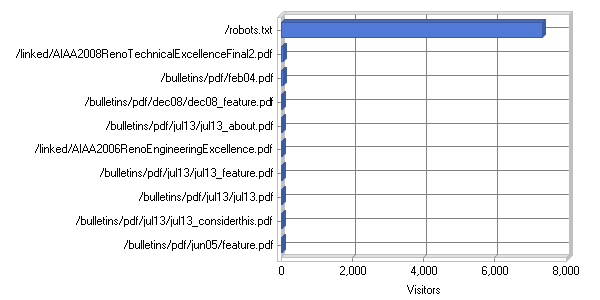 /robots.txt
/linked/AIAA2008RenoTechnicalExcellenceFinal2.pdf
/bulletins/pdf/feb04.pdf
/bulletins/pdf/dec08/dec08_feature.pdf
/bulletins/pdf/jul13/jul13_about.pdf
/linked/AIAA2006RenoEngineeringExcellence.pdf
/bulletins/pdf/jul13/jul13_feature.pdf
/bulletins/pdf/jul13/jul13.pdf
/bulletins/pdf/jul13/jul13_considerthis.pdf
/bulletins/pdf/jun05/feature.pdf
0 2,000 4,000 6,000 8,000
Visitors